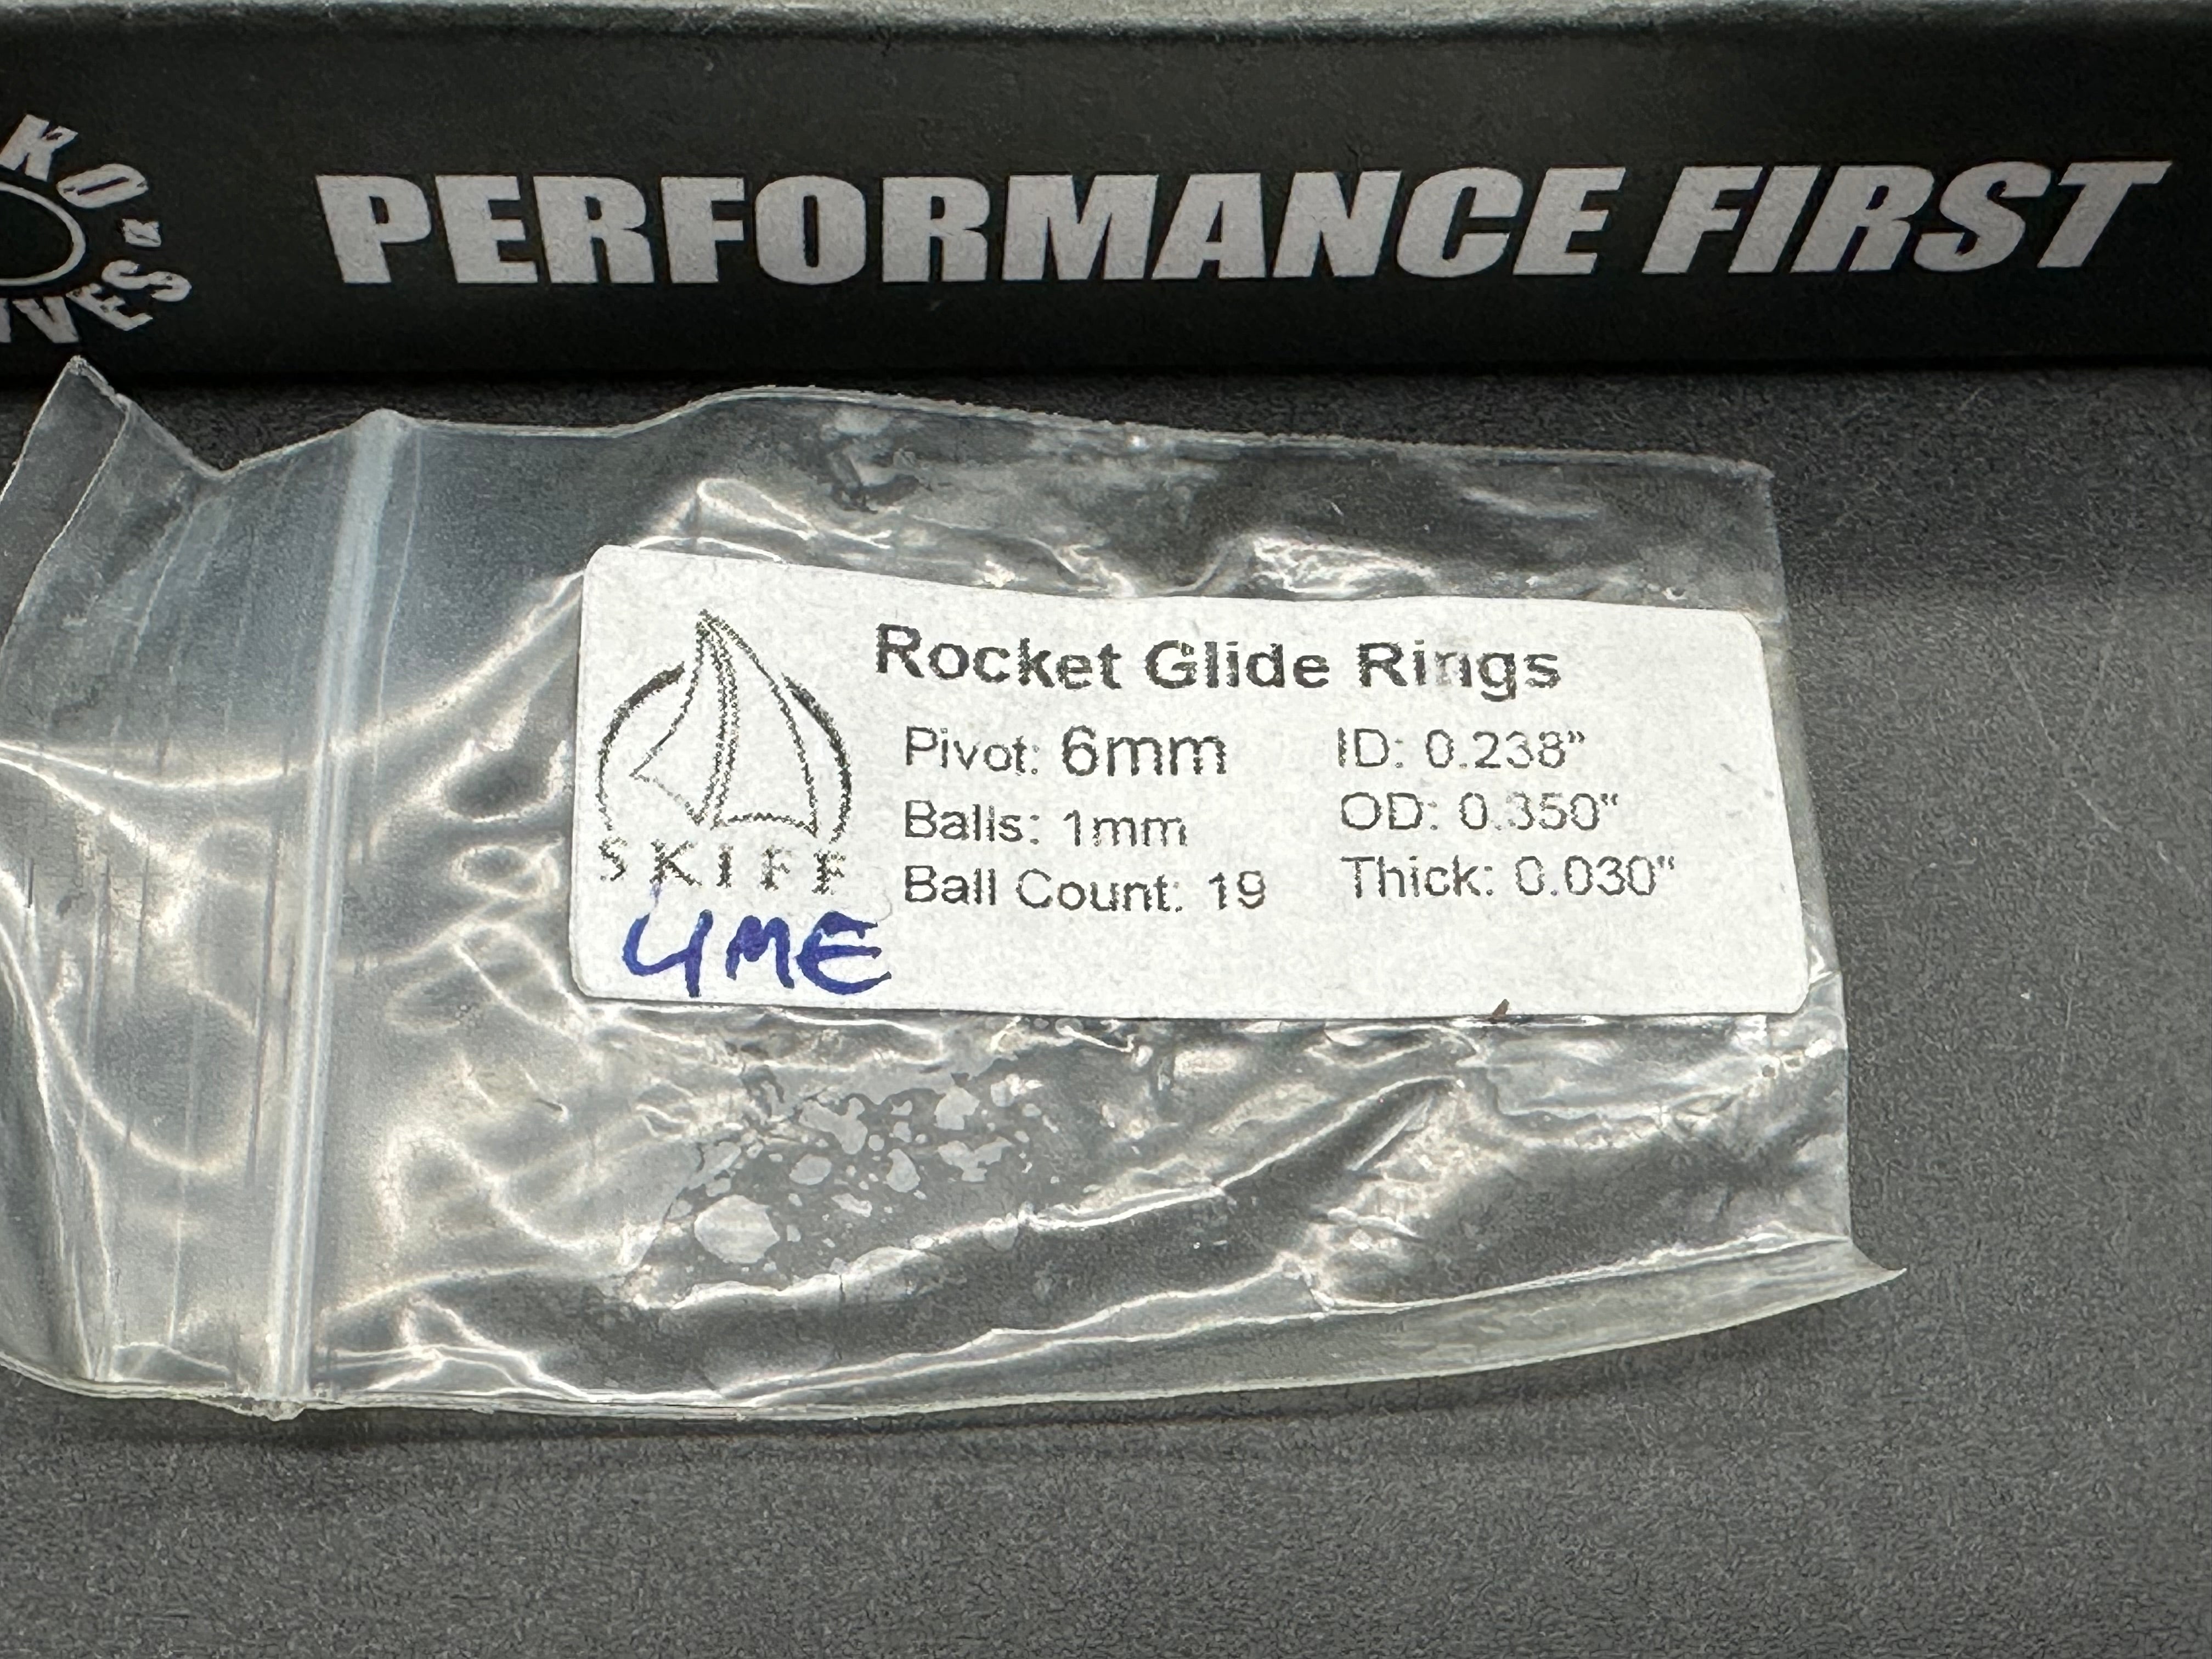 KO
&
PERFORMANCE FIRST
Rocket Glide Rings
Pivot: 6mm
ID: 0.238"
Balls: 1mm
OD: 0.350"
Ball Count: 19
Thick: 0.030"
SKIFF
4ME